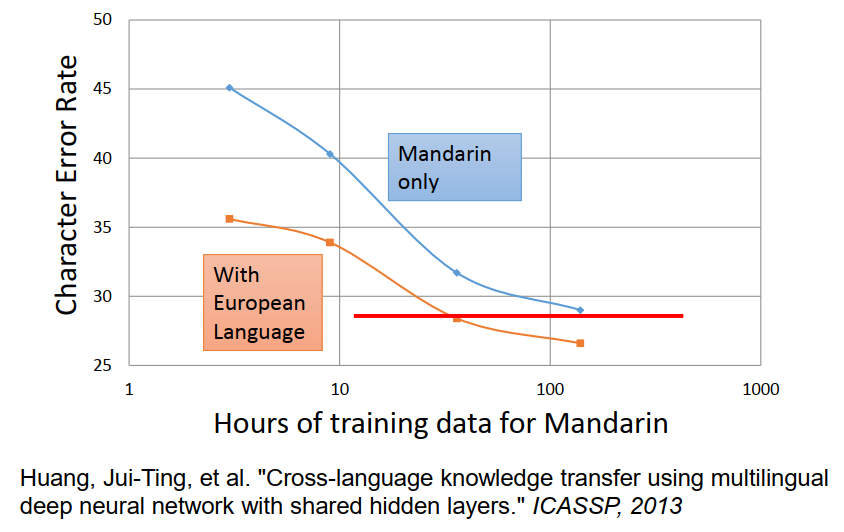 50
45
40
35
30
25
Character Error Rate
Mandarin
only
With
European
Language
1
10
100
1000
Hours of training data for Mandarin
Huang, Jui-Ting, et al. "Cross-language knowledge transfer using multilingual
deep neural network with shared hidden layers." ICASSP, 2013